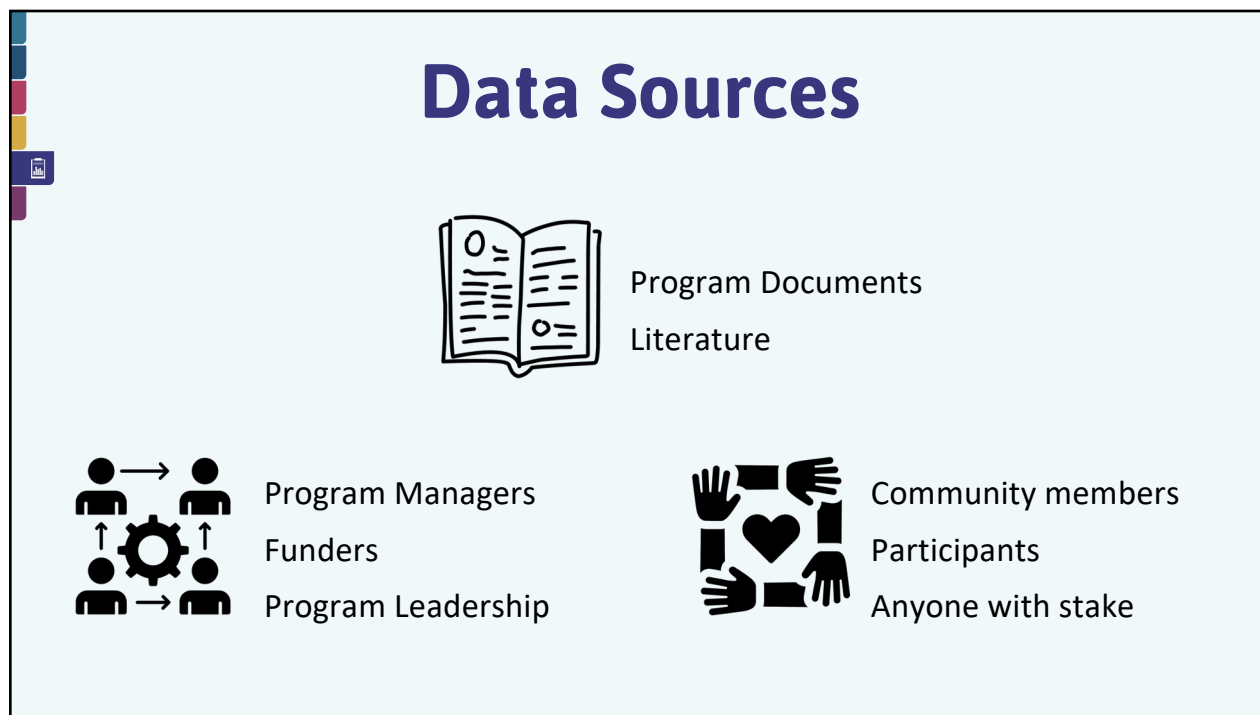 Data Sources
Program Documents
Literature
Program Managers
Funders
Program Leadership
Community members
Participants
Anyone with stake